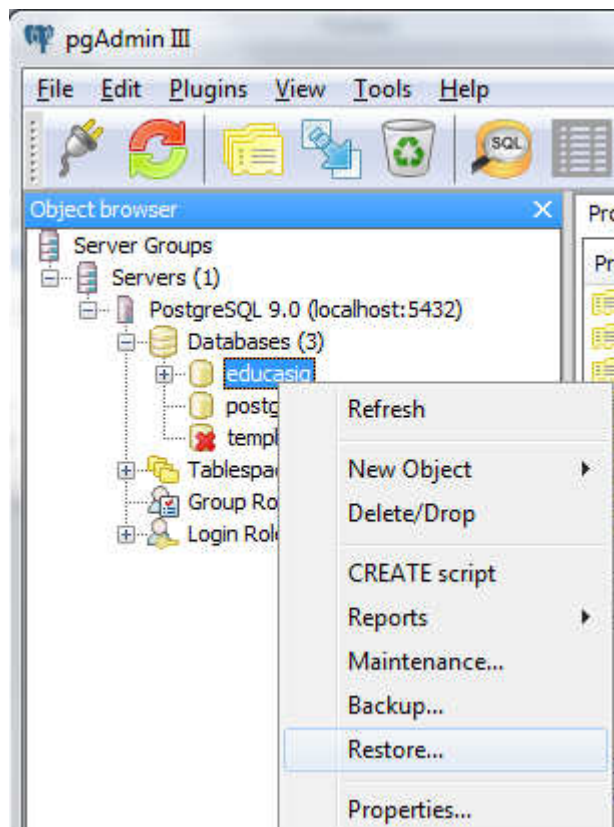 pgAdmin III
File Edit Plugins View Tools Help
SQL
Object browser
Server Groups
Servers (1)
PostgreSQL 9.0 (localhost:5432)
Databases (3)
educasig
Refresh
New Object
Delete/Drop
CREATE script
Reports
Maintenance...
Backup...
Restore...
Properties...